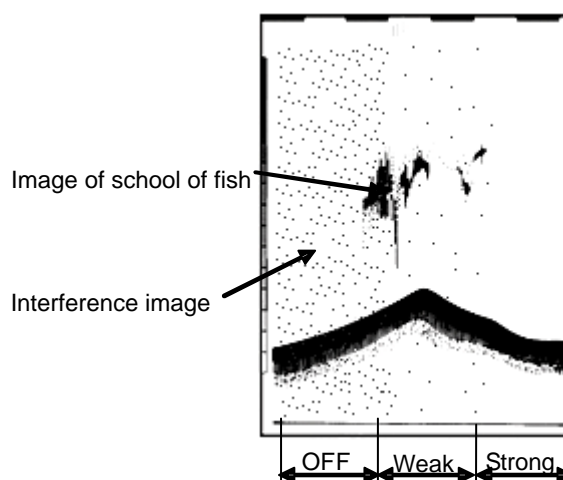 Image of school of fish
Interference image
OFF
Weak
Strong